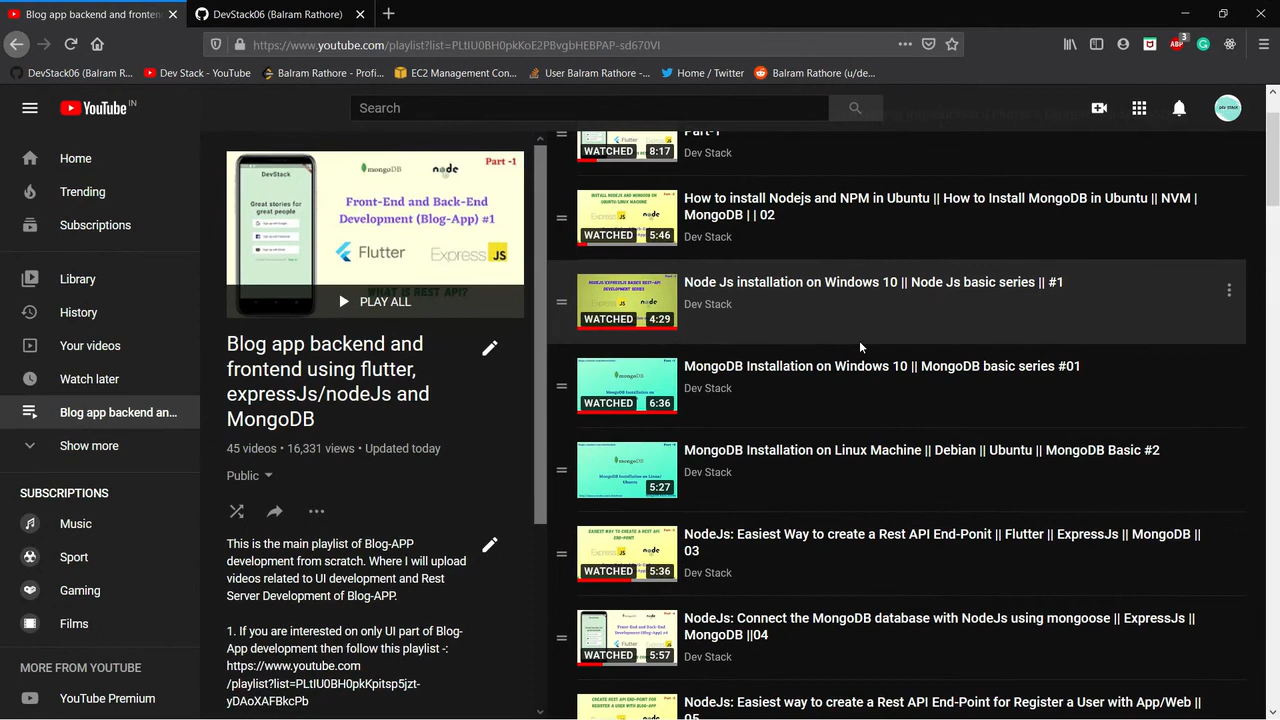 Blog app backend and fronten
DevStack06 (Balram Rathore)
https://www.youtube.com/playlist?list=PLtIU0BH0pkKoE2PBvgbHEBPAP-sd670VI
3
ABP
DevStack06 (Balram R...
Dev Stack - YouTube
Balram Rathore - Profi...
EC2 Management Con...
User Balram Rathore -...
Home / Twitter
Balram Rathore (u/de...
YouTube IN
Search
DEV STACK
Home
Trending
Subscriptions
Library
History
Your videos
Watch later
Blog app backend an...
Show more
SUBSCRIPTIONS
Music
Sport
Gaming
Films
MORE FROM YOUTUBE
YouTube Premium
DevStack
Great stories for
great people
mongoDB
node
Part -1
Front-End and Back-End
Development (Blog-App) #1
Flutter
Express JS
WHAT IS REST API?
PLAY ALL
Blog app backend and
frontend using flutter,
expressJs/nodeJs and
MongoDB
45 videos • 16,331 views • Updated today
Public
This is the main playlist of Blog-APP
development from scratch. Where I will upload
videos related to UI development and Rest
Server Development of Blog-APP.
1. If you are interested in UI part of Blog
App development then follow this playlist -:
https://www.youtube.com
/playlist?list=PLtIU0BH0pkKpitsp5jzt-
Part-1
Dev Stack
WATCHED 8:17
How to install Nodejs and NPM in Ubuntu || How to Install MongoDB in Ubuntu || NVM |
MongoDB | | 02
Dev Stack
WATCHED 5:46
Node Js installation on Windows 10 || Node Js basic series || #1
Dev Stack
WATCHED 4:29
MongoDB Installation on Windows 10 || MongoDB basic series #01
Dev Stack
WATCHED 6:36
MongoDB Installation on Linux Machine || Debian || Ubuntu || MongoDB Basic #2
Dev Stack
5:27
NodeJs: Easiest Way to create a Rest API End-Ponit || Flutter || ExpressJs || MongoDB ||
03
Dev Stack
WATCHED 5:36
NodeJs: Connect the MongoDB database with NodeJs using mongoose || ExpressJs ||
MongoDB ||04
Dev Stack
WATCHED 5:57
NodeJs: Easiest Way to create Rest API End Point for Register a User with App/Web ||
05